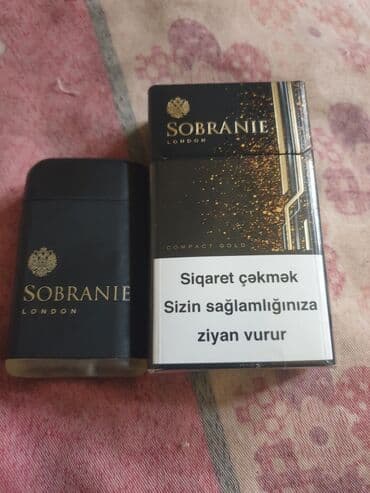 SOBRANIE
LONDON
COMPACT GOLD
Siqaret çəkmək
Sizin sağlamlığınıza
ziyan vurur
SOBRANIE
LONDON